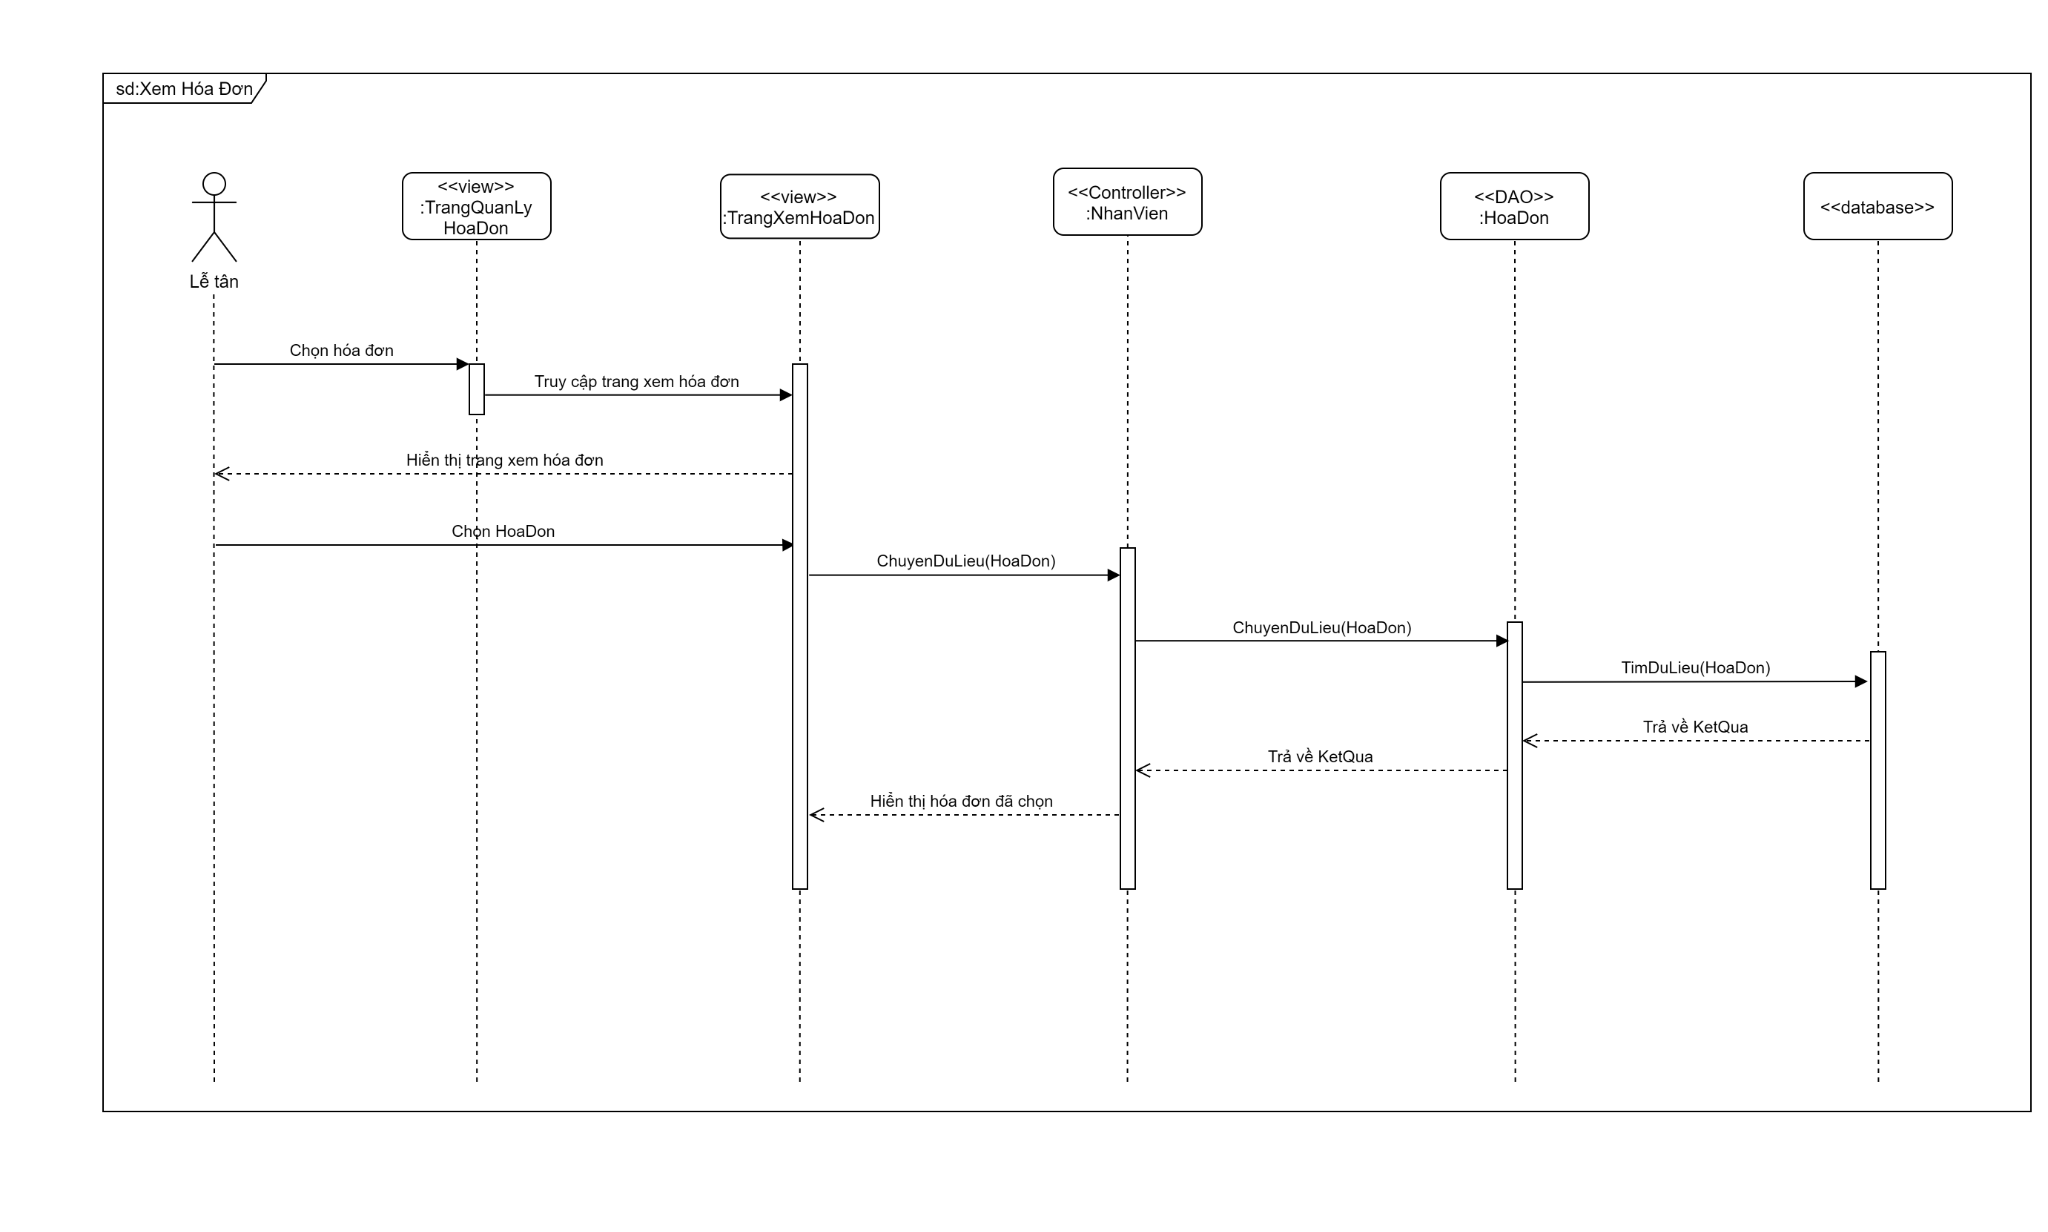 sd:Xem Hóa Đơn
<<view>>
:TrangQuanLy
HoaDon
<<view>>
:TrangXemHoaDon
<<Controller>>
:NhanVien
<<DAO>>
:HoaDon
<<database>>
Lễ tân
Chọn hóa đơn
Truy cập trang xem hóa đơn
Hiển thị trang xem hóa đơn
Chọn HoaDon
ChuyenDuLieu(HoaDon)
ChuyenDuLieu(HoaDon)
TimDuLieu(HoaDon)
Trả về KetQua
Trả về KetQua
Hiển thị hóa đơn đã chọn